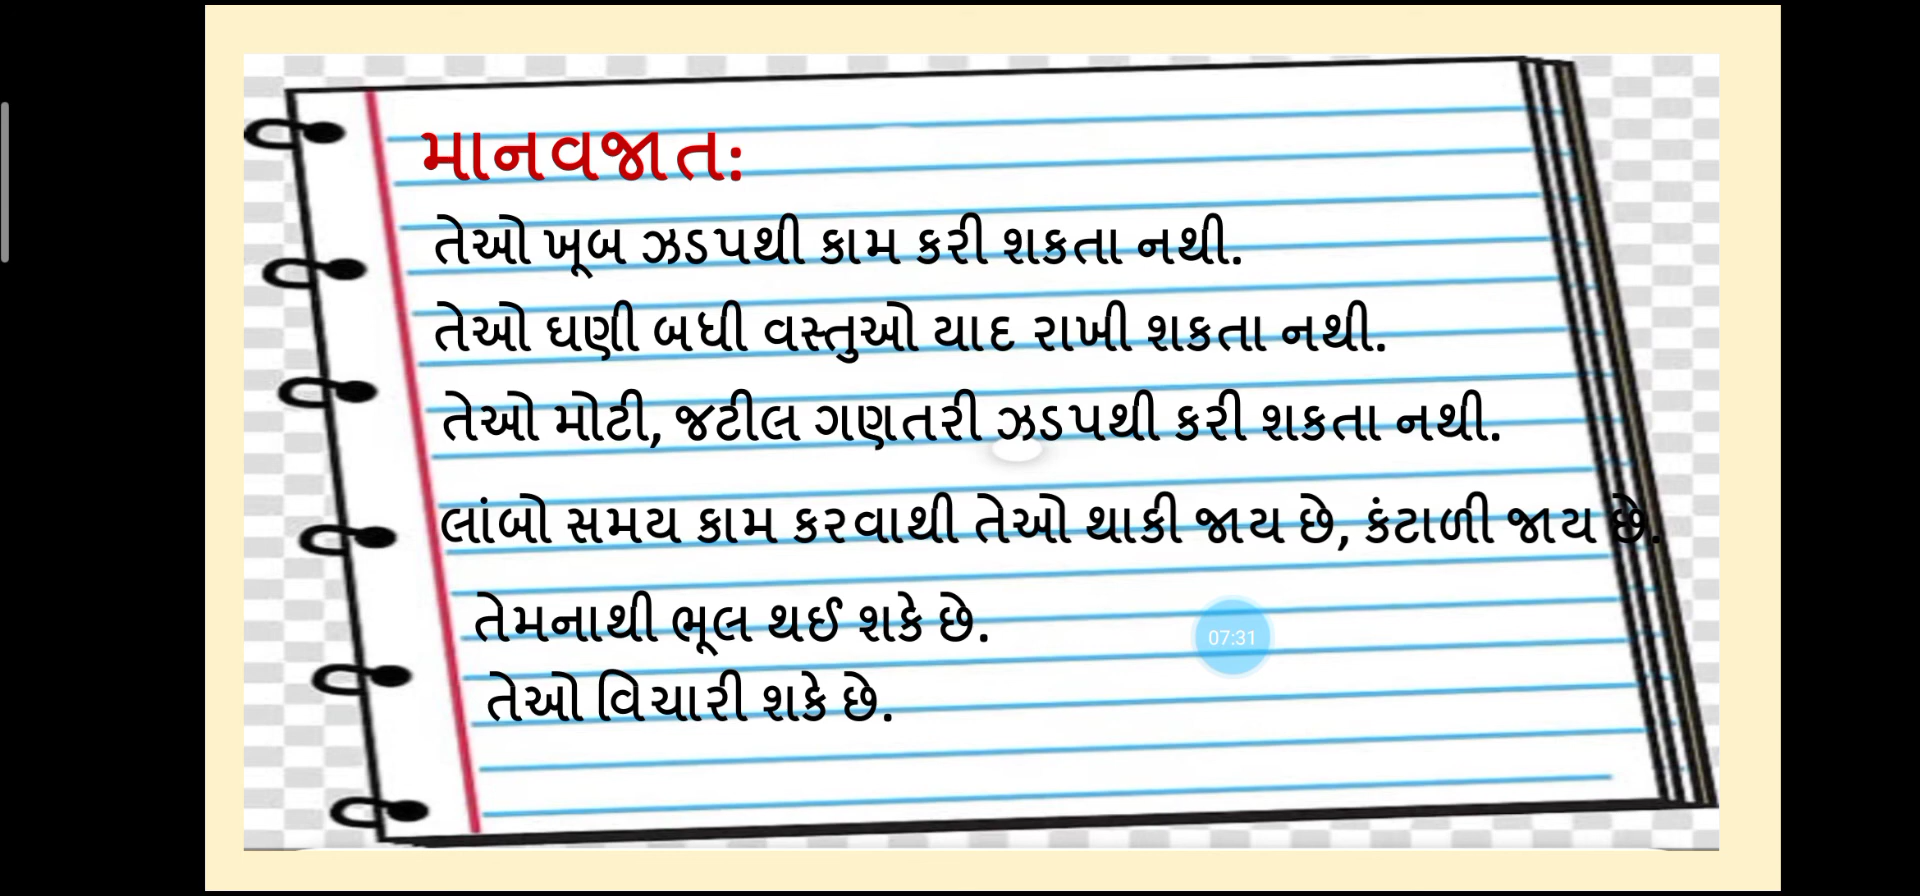 માનવજાત:
તેઓ ખૂબ ઝડપથી કામ કરી શકતા નથી.
તેઓ ઘણી બધી વસ્તુઓ યાદ રાખી શકતા નથી.
તેઓ મોટી, જટીલ ગણતરી ઝડપથી કરી શકતા નથી.
લાંબો સમય કામ કરવાથી તેઓ થાકી જાય છે, કંટાળી જાય છે.
તેમનાથી ભૂલ થઈ શકે છે.
07:31
તેઓ વિચારી શકે છે.